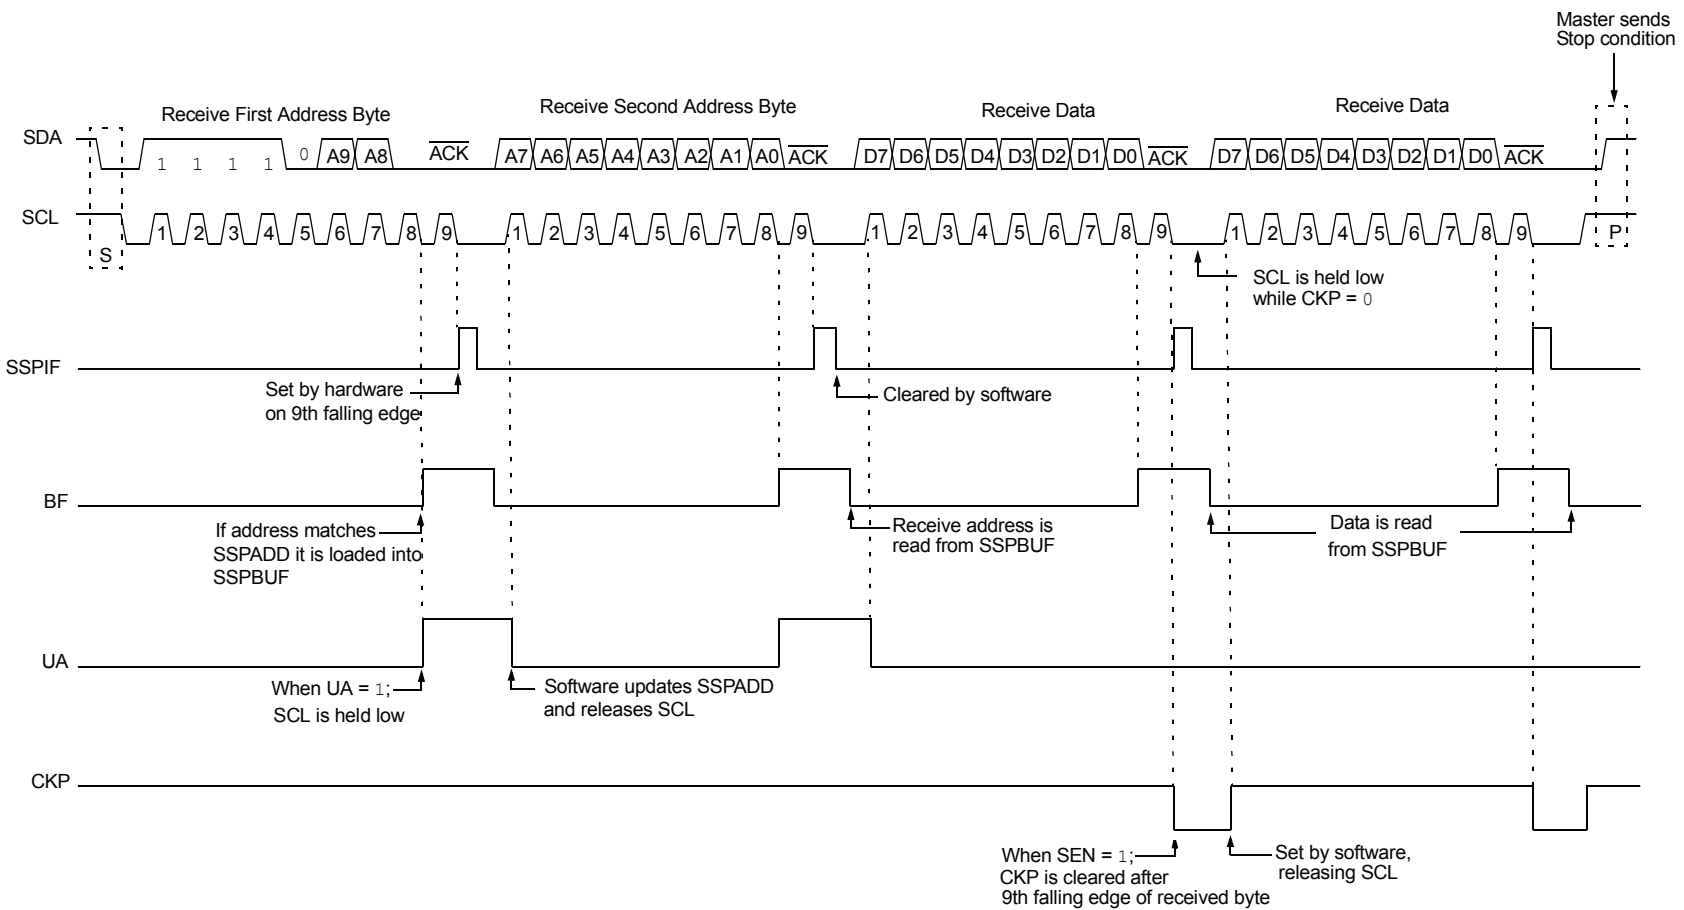 Master sends
Stop condition
Receive First Address Byte
Receive Second Address Byte
Receive Data
Receive Data
SDA
1 1 1 1 0 A9 A8 ACK A7 A6 A5 A4 A3 A2 A1 A0 ACK D7 D6 D5 D4 D3 D2 D1 D0 ACK D7 D6 D5 D4 D3 D2 D1 D0 ACK
SCL
S 1 2 3 4 5 6 7 8 9 1 2 3 4 5 6 7 8 9 1 2 3 4 5 6 7 8 9 1 2 3 4 5 6 7 8 9 P
SCL is held low
while CKP = 0
SSPIF
Set by hardware
on 9th falling edge
Cleared by software
BF
If address matches
SSPADD it is loaded into
SSPBUF
Receive address is
read from SSPBUF
Data is read
from SSPBUF
UA
When UA = 1;
SCL is held low
Software updates SSPADD
and releases SCL
CKP
When SEN = 1;
CKP is cleared after
9th falling edge of received byte
Set by software,
releasing SCL